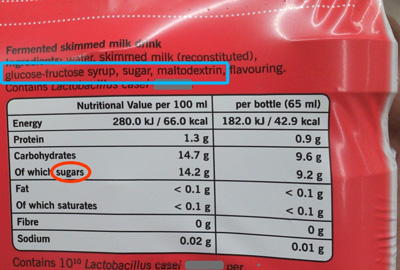 Fermented skimmed milk drink
Ingredients: water, skimmed milk (reconstituted),
glucose-fructose syrup, sugar, maltodextrin, flavouring.
Contains Lactobacillus casei
Nutritional Value per 100 ml per bottle (65 ml)
Energy 280.0 kJ / 66.0 kcal 182.0 kJ / 42.9 kcal
Protein 1.3 g 0.9 g
Carbohydrates 14.7 g 9.6 g
Of which sugars 14.2 g 9.2 g
Fat < 0.1 g < 0.1 g
Of which saturates < 0.1 g < 0.1 g
Fibre 0 g 0 g
Sodium 0.02 g 0.01 g
Contains 10¹⁰ Lactobacillus casei per